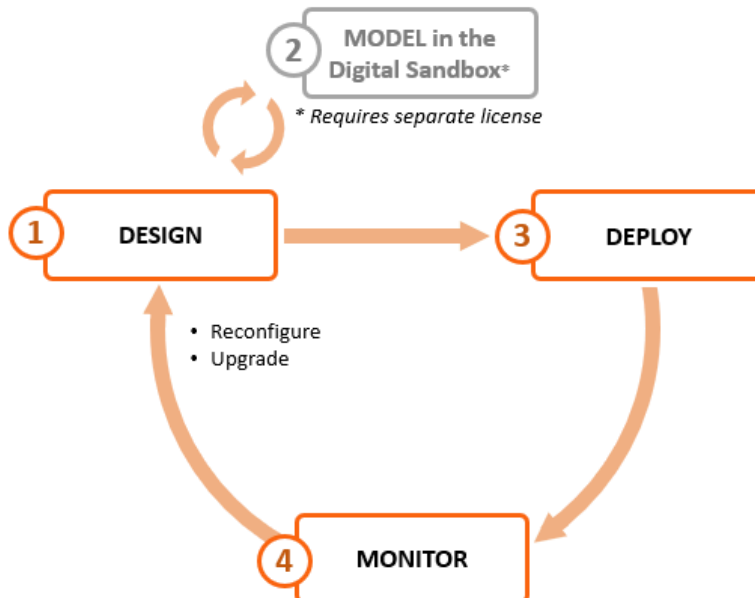 2
MODEL in the
Digital Sandbox*
* Requires separate license
1
DESIGN
3
DEPLOY
• Reconfigure
• Upgrade
4
MONITOR